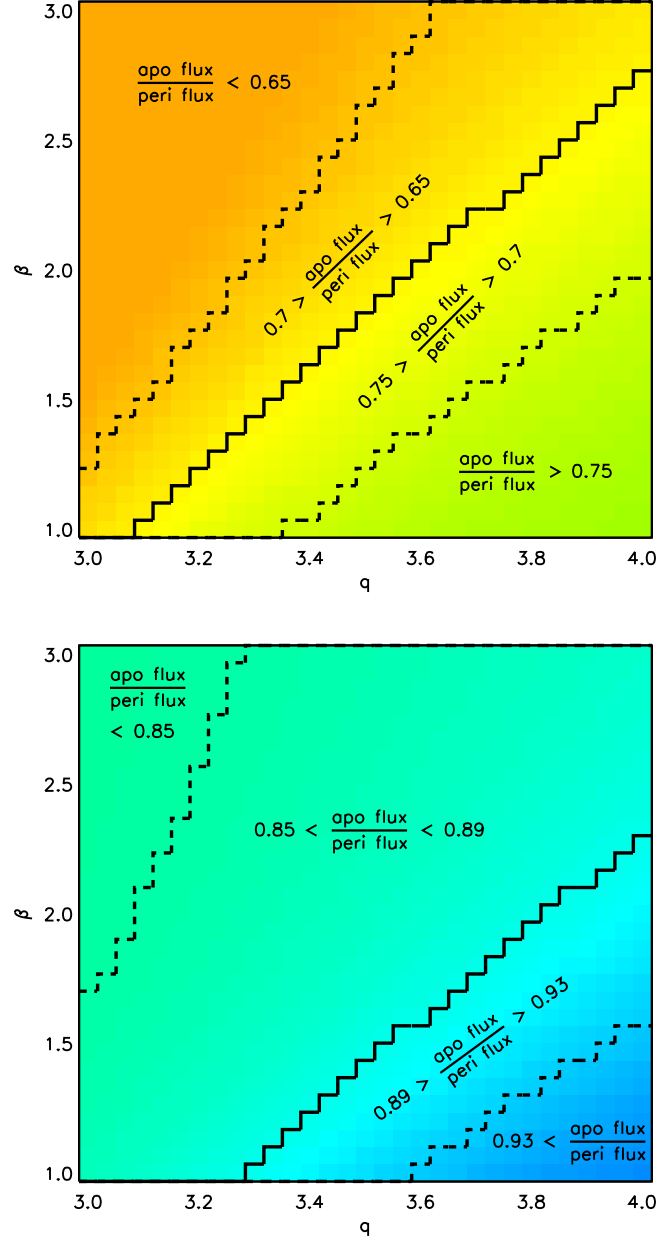 3.0
apo flux
peri flux < 0.65
2.5
0.7 > apo flux
peri flux > 0.65
2.0
β
0.75 > apo flux
peri flux > 0.7
1.5
apo flux
peri flux > 0.75
1.0
3.0 3.2 3.4 3.6 3.8 4.0
q
3.0
apo flux
peri flux
< 0.85
2.5
0.85 < apo flux
peri flux < 0.89
2.0
β
0.89 > apo flux
peri flux > 0.93
1.5
0.93 < apo flux
peri flux
1.0
3.0 3.2 3.4 3.6 3.8 4.0
q